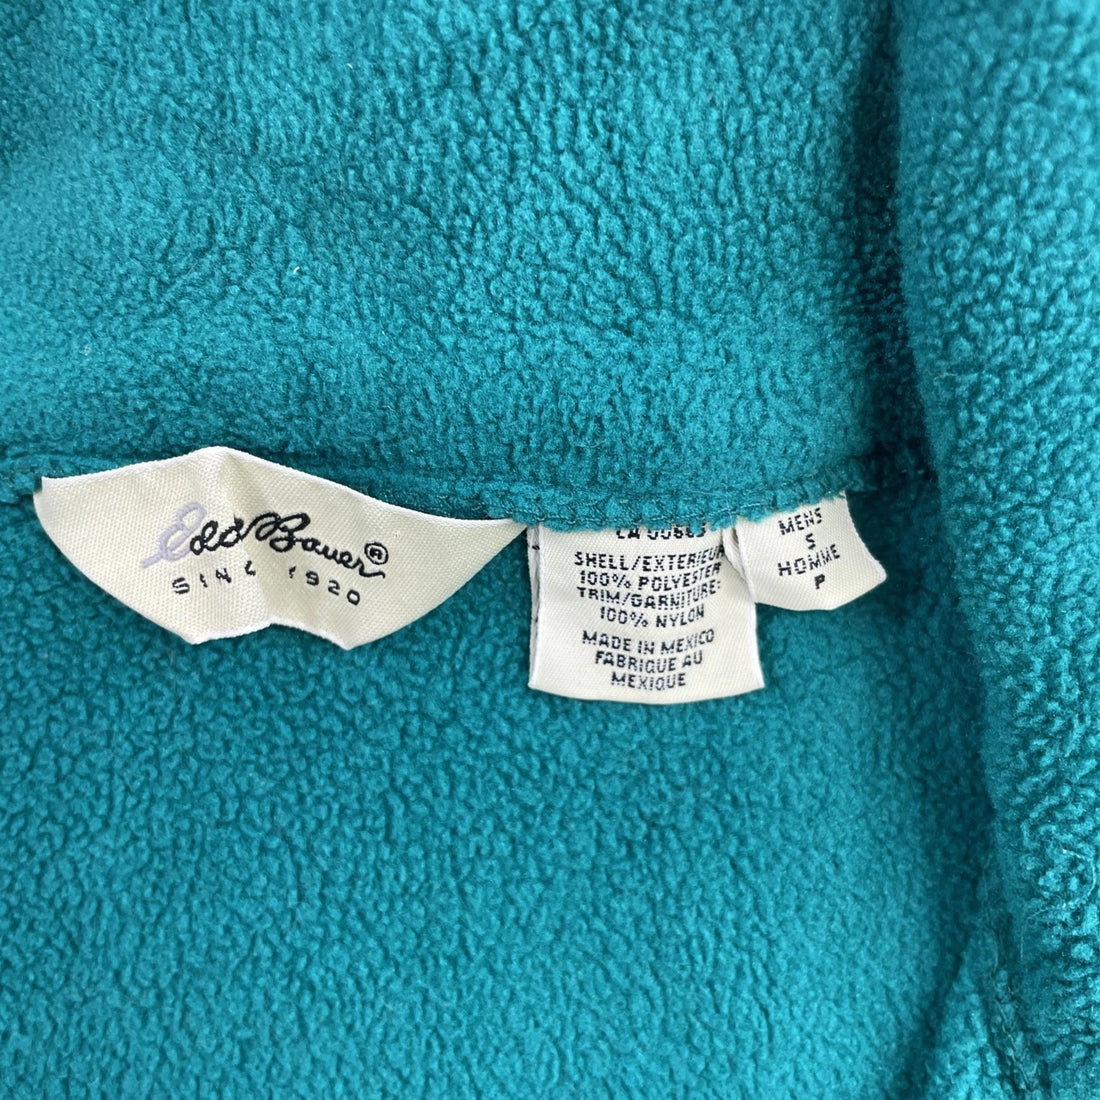 Eddie Bauer®
SINCE 1920
SHELL/EXTERIEUR
100% POLYESTER
TRIM/GARNITURE:
100% NYLON
MADE IN MEXICO
FABRIQUE AU
MEXIQUE
MENS
S
HOMME
P